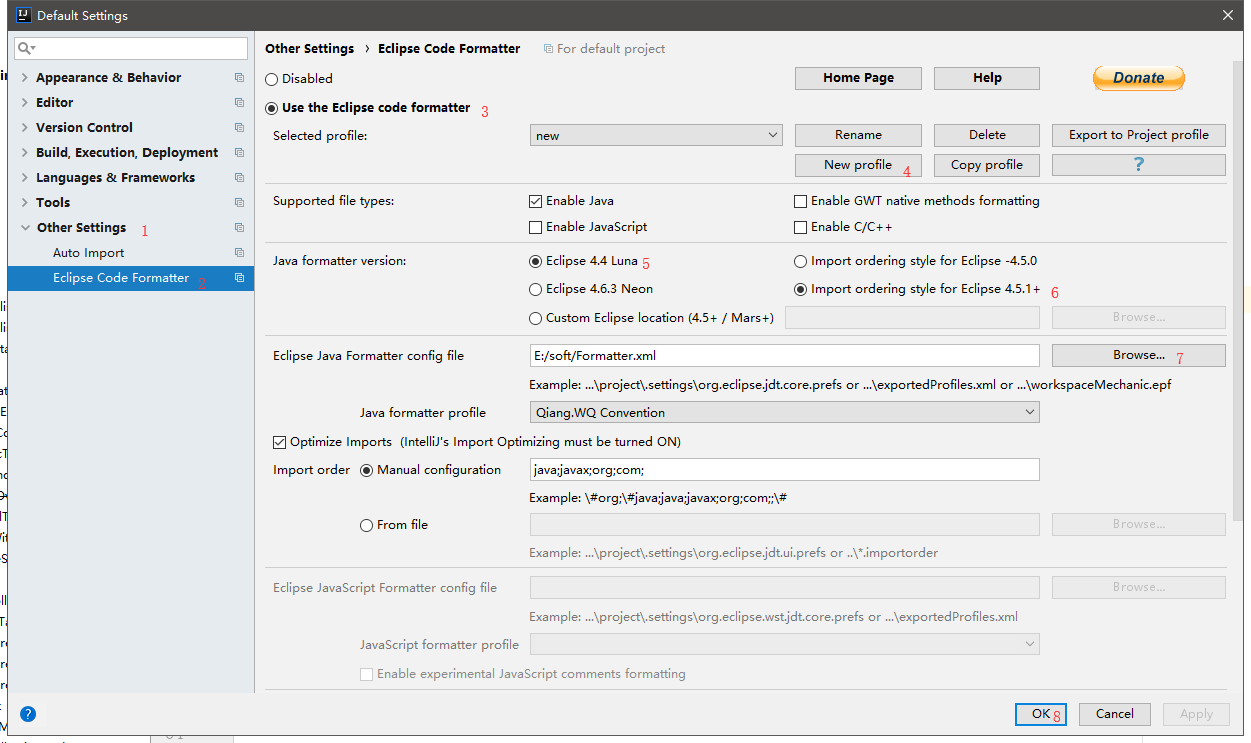 Default Settings
Other Settings › Eclipse Code Formatter For default project
Appearance & Behavior
Editor
Version Control
Build, Execution, Deployment
Languages & Frameworks
Tools
Other Settings 1
Auto Import
Eclipse Code Formatter 2
Disabled
Home Page Help Donate
Use the Eclipse code formatter 3
Selected profile: new Rename Delete Export to Project profile
New profile 4 Copy profile ?
Supported file types: Enable Java Enable GWT native methods formatting
Enable JavaScript Enable C/C++
Java formatter version: Eclipse 4.4 Luna 5 Import ordering style for Eclipse -4.5.0
Eclipse 4.6.3 Neon Import ordering style for Eclipse 4.5.1+ 6
Custom Eclipse location (4.5+ / Mars+) Browse...
Eclipse Java Formatter config file E:/soft/Formatter.xml Browse... 7
Example: ...\project\.settings\org.eclipse.jdt.core.prefs or ...\exportedProfiles.xml or ...\workspaceMechanic.epf
Java formatter profile Qiang.WQ Convention
Optimize Imports (IntelliJ's Import Optimizing must be turned ON)
Import order Manual configuration java;javax;org;com;
Example: \#org;\#java;java;javax;org;com;;\#
From file Browse...
Example: ...\project\.settings\org.eclipse.jdt.ui.prefs or ..\*.importorder
Eclipse JavaScript Formatter config file Browse...
Example: ...\project\.settings\org.eclipse.wst.jdt.core.prefs or ...\exportedProfiles.xml
JavaScript formatter profile
Enable experimental JavaScript comments formatting
? OK 8 Cancel Apply